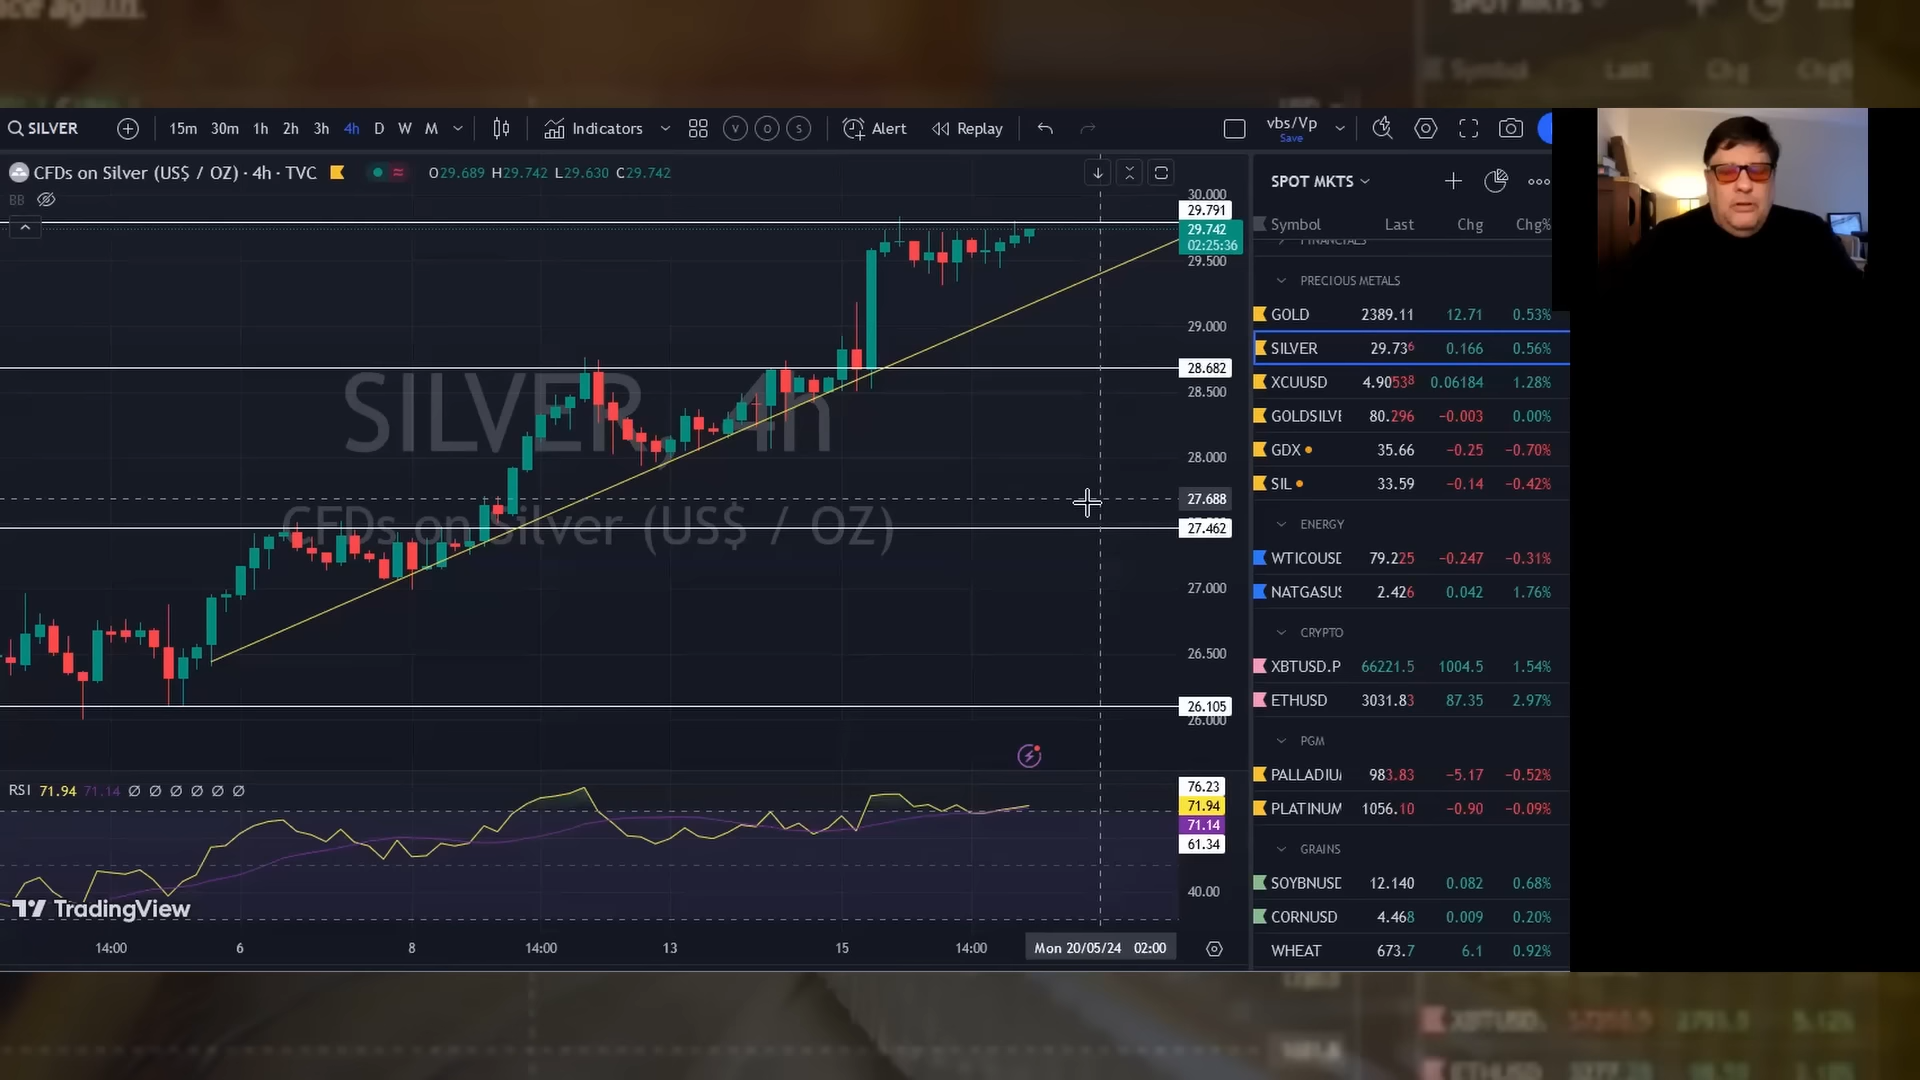 SILVER 15m 30m 1h 2h 3h 4h D W M Indicators V O S Alert Replay vbs/Vp
Save
CFDs on Silver (US$ / OZ) · 4h · TVC O29.689 H29.742 L29.630 C29.742
BB
SILVER, 4h
CFDs on Silver (US$ / OZ)
30.000
29.791
29.742
02:25:36
29.500
29.000
28.682
28.500
28.000
27.688
27.462
27.000
26.500
26.105
26.000
RSI 71.94 71.14 ∅ ∅ ∅ ∅ ∅ ∅
76.23
71.94
71.14
61.34
40.00
TradingView
14:00 6 8 14:00 13 15 14:00 Mon 20/05/24 02:00
SPOT MKTS
Symbol Last Chg Chg%
FINANCIALS
PRECIOUS METALS
GOLD 2389.11 12.71 0.53%
SILVER 29.736 0.166 0.56%
XCUUSD 4.90538 0.06184 1.28%
GOLDSILVE 80.296 −0.003 0.00%
GDX 35.66 −0.25 −0.70%
SIL 33.59 −0.14 −0.42%
ENERGY
WTICOUSD 79.225 −0.247 −0.31%
NATGASUS 2.426 0.042 1.76%
CRYPTO
XBTUSD.P 66221.5 1004.5 1.54%
ETHUSD 3031.83 87.35 2.97%
PGM
PALLADIU 983.83 −5.17 −0.52%
PLATINUM 1056.10 −0.90 −0.09%
GRAINS
SOYBNUSD 12.140 0.082 0.68%
CORNUSD 4.468 0.009 0.20%
WHEAT 673.7 6.1 0.92%